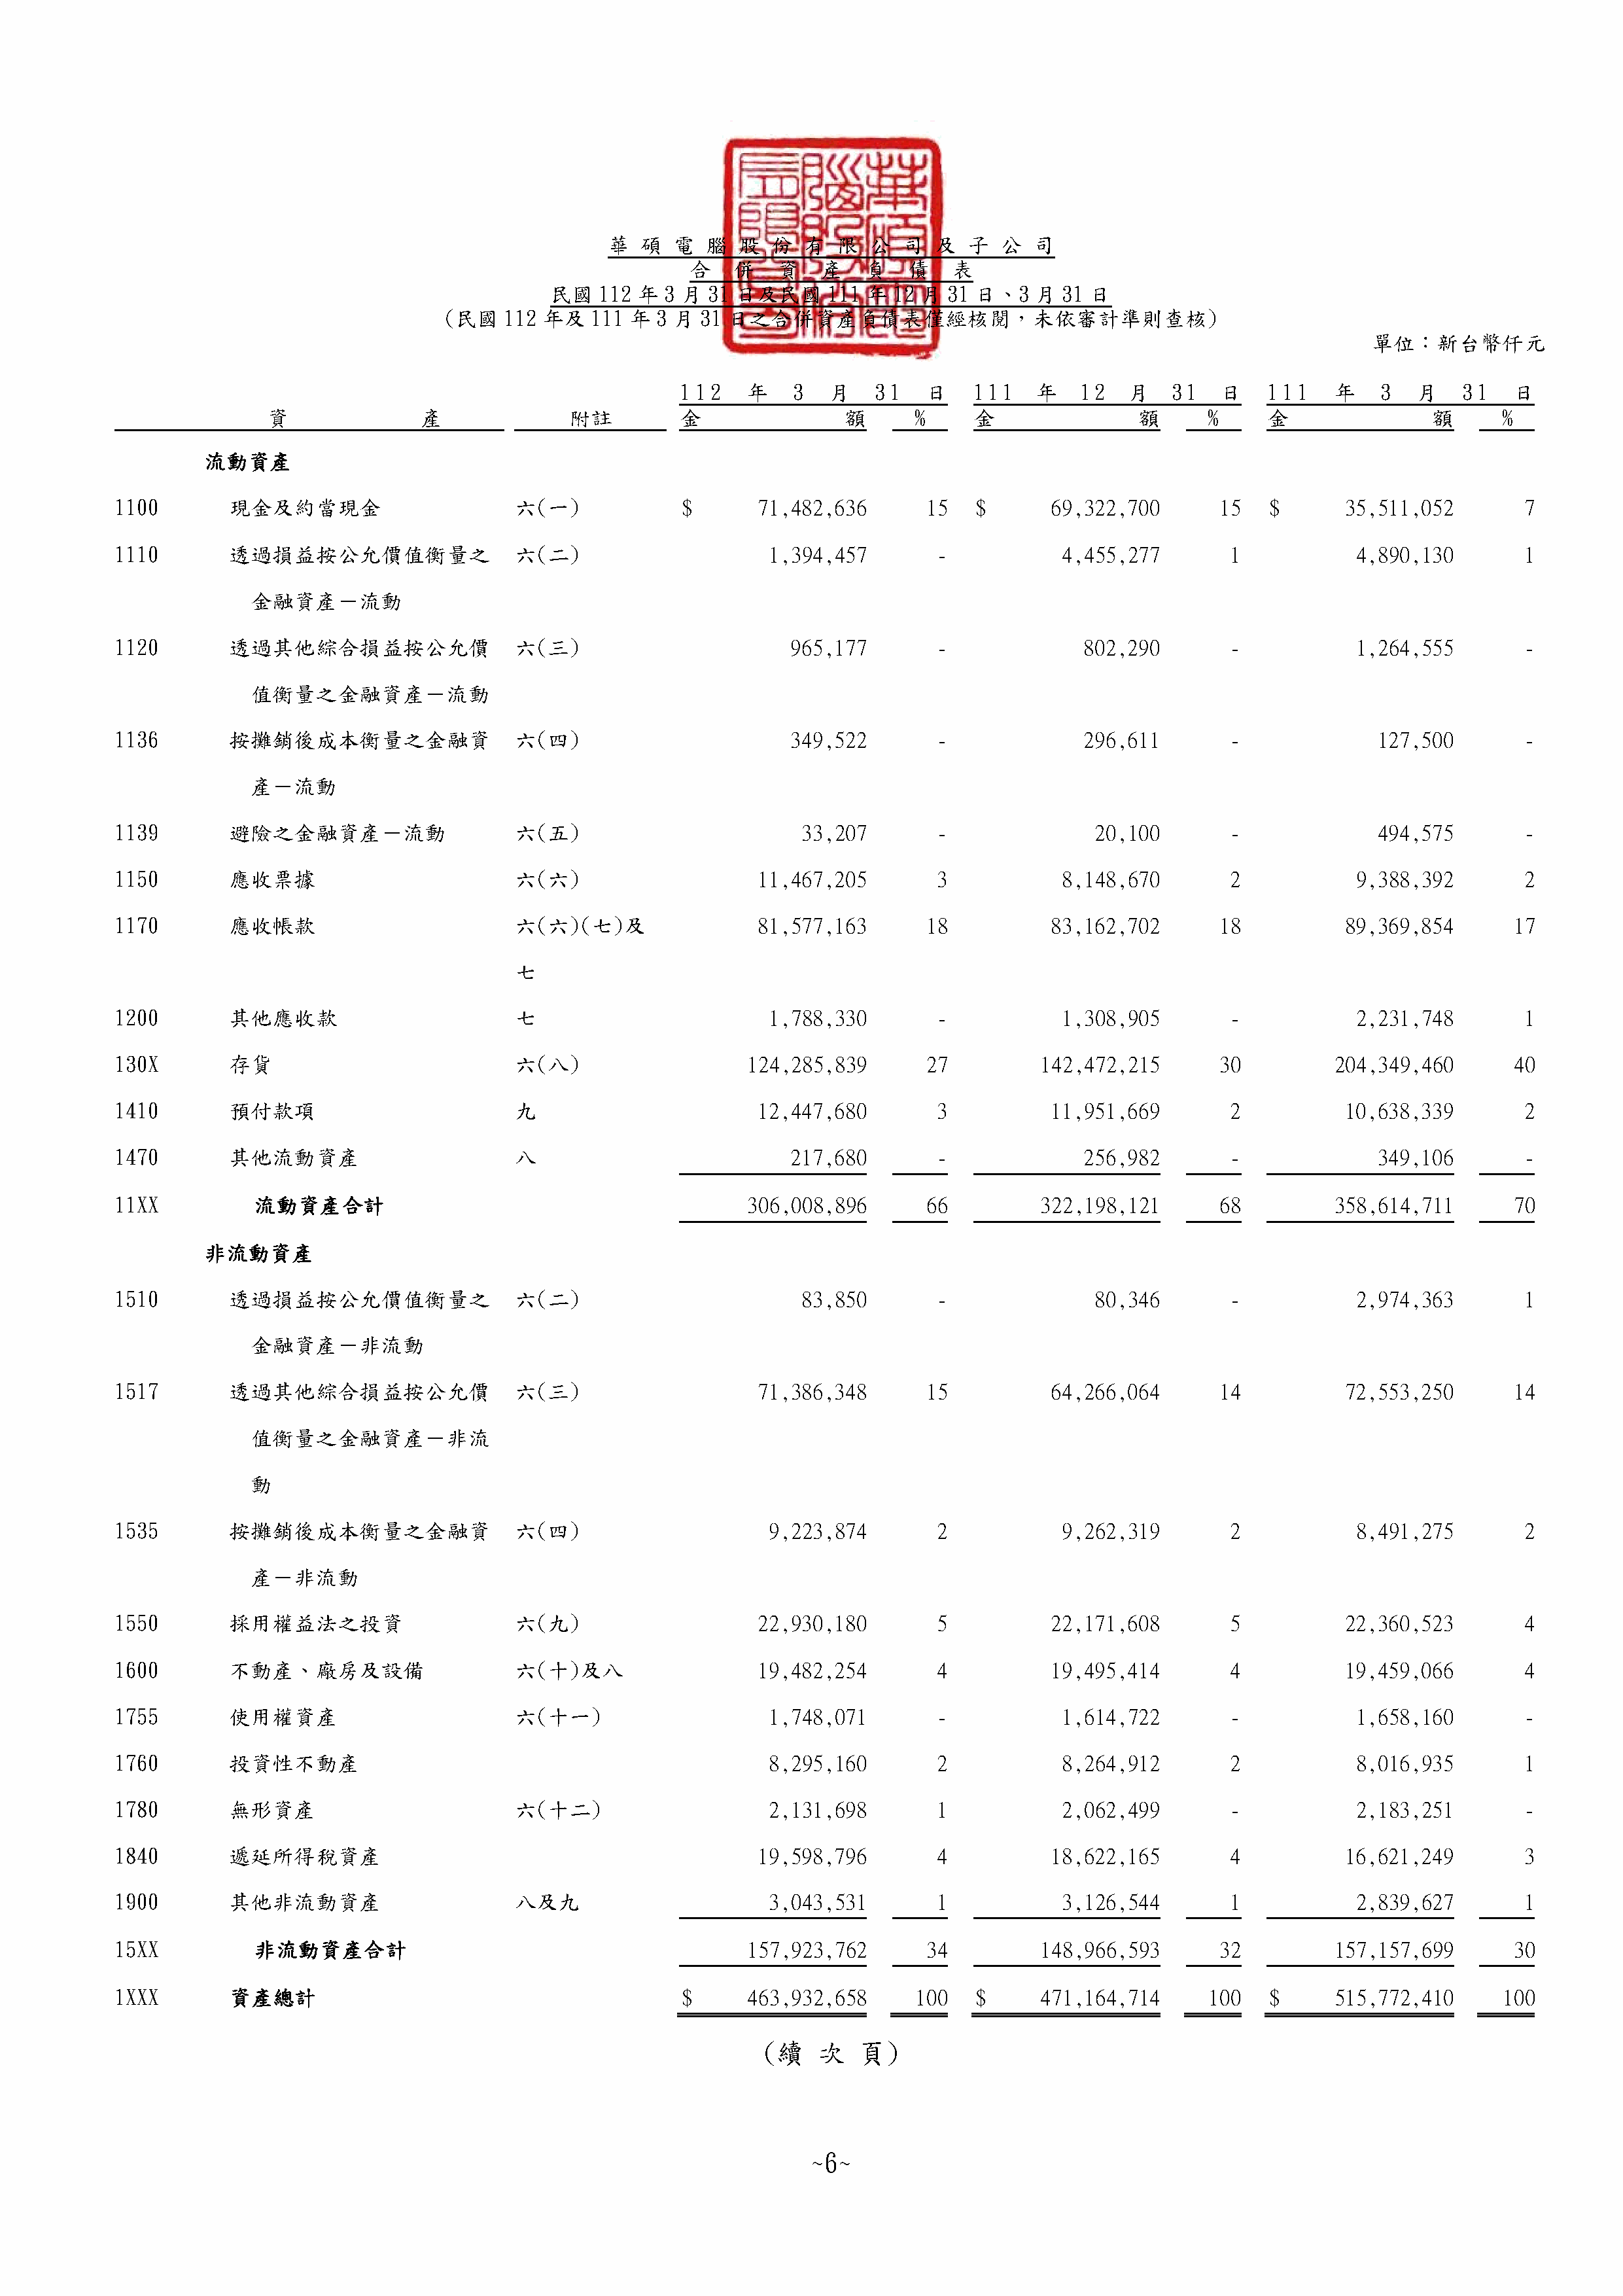 華碩電腦股份有限公司及子公司
合併資產負債表
民國112年3月31日及民國111年12月31日、3月31日
(民國112年及111年3月31日之合併資產負債表僅經核閱，未依審計準則查核)
單位：新台幣仟元
112 年 3 月 31 日 111 年 12 月 31 日 111 年 3 月 31 日
資 產 附註 金 額 % 金 額 % 金 額 %
流動資產
1100 現金及約當現金 六(一) $ 71,482,636 15 $ 69,322,700 15 $ 35,511,052 7
1110 透過損益按公允價值衡量之 六(二) 1,394,457 - 4,455,277 1 4,890,130 1
金融資產－流動
1120 透過其他綜合損益按公允價 六(三) 965,177 - 802,290 - 1,264,555 -
值衡量之金融資產－流動
1136 按攤銷後成本衡量之金融資 六(四) 349,522 - 296,611 - 127,500 -
產－流動
1139 避險之金融資產－流動 六(五) 33,207 - 20,100 - 494,575 -
1150 應收票據 六(六) 11,467,205 3 8,148,670 2 9,388,392 2
1170 應收帳款 六(六)(七)及 81,577,163 18 83,162,702 18 89,369,854 17
七
1200 其他應收款 七 1,788,330 - 1,308,905 - 2,231,748 1
130X 存貨 六(八) 124,285,839 27 142,472,215 30 204,349,460 40
1410 預付款項 九 12,447,680 3 11,951,669 2 10,638,339 2
1470 其他流動資產 八 217,680 - 256,982 - 349,106 -
11XX 流動資產合計 306,008,896 66 322,198,121 68 358,614,711 70
非流動資產
1510 透過損益按公允價值衡量之 六(二) 83,850 - 80,346 - 2,974,363 1
金融資產－非流動
1517 透過其他綜合損益按公允價 六(三) 71,386,348 15 64,266,064 14 72,553,250 14
值衡量之金融資產－非流
動
1535 按攤銷後成本衡量之金融資 六(四) 9,223,874 2 9,262,319 2 8,491,275 2
產－非流動
1550 採用權益法之投資 六(九) 22,930,180 5 22,171,608 5 22,360,523 4
1600 不動產、廠房及設備 六(十)及八 19,482,254 4 19,495,414 4 19,459,066 4
1755 使用權資產 六(十一) 1,748,071 - 1,614,722 - 1,658,160 -
1760 投資性不動產 8,295,160 2 8,264,912 2 8,016,935 1
1780 無形資產 六(十二) 2,131,698 1 2,062,499 - 2,183,251 -
1840 遞延所得稅資產 19,598,796 4 18,622,165 4 16,621,249 3
1900 其他非流動資產 八及九 3,043,531 1 3,126,544 1 2,839,627 1
15XX 非流動資產合計 157,923,762 34 148,966,593 32 157,157,699 30
1XXX 資產總計 $ 463,932,658 100 $ 471,164,714 100 $ 515,772,410 100
(續 次 頁)
~6~